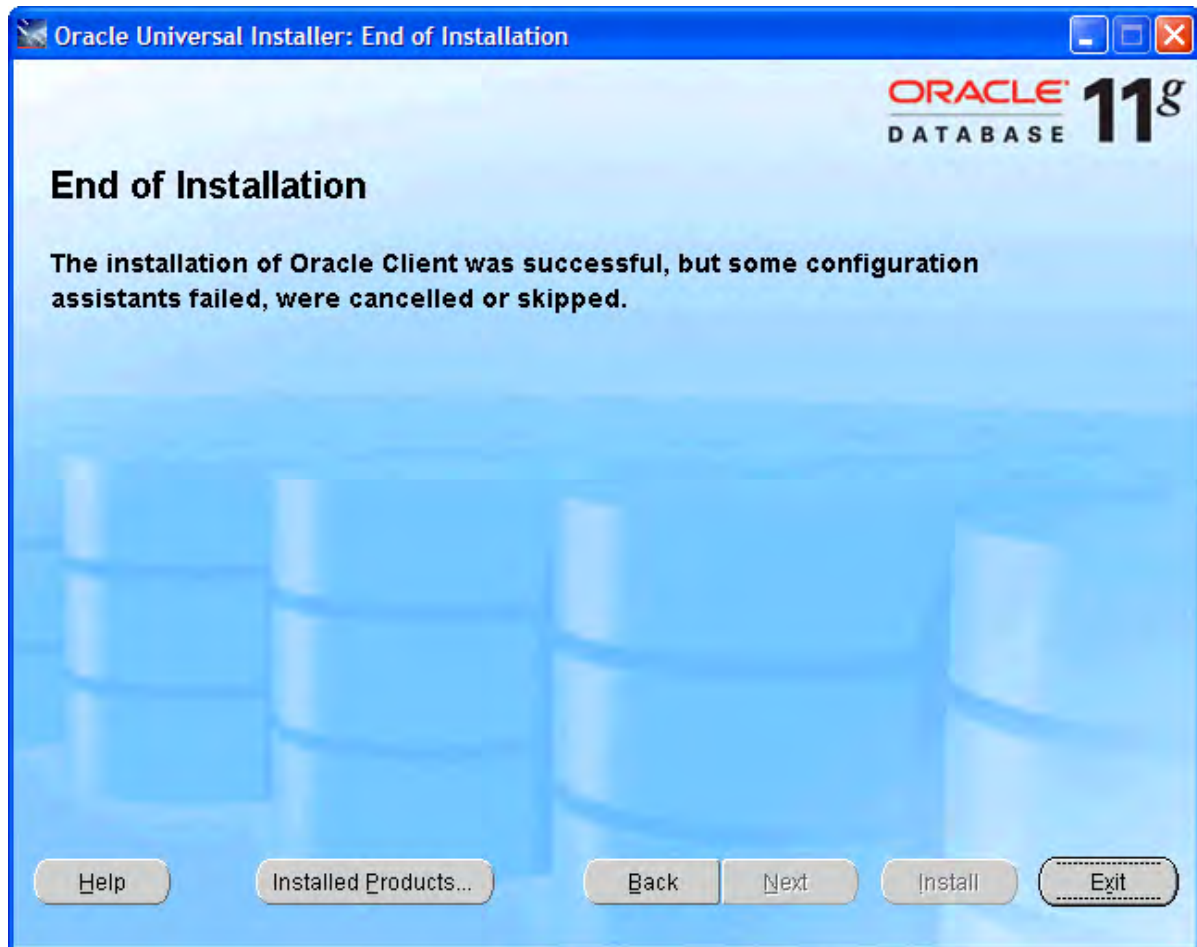 Oracle Universal Installer: End of Installation
ORACLE 11g
DATABASE
End of Installation
The installation of Oracle Client was successful, but some configuration
assistants failed, were cancelled or skipped.
Help Installed Products... Back Next Install Exit